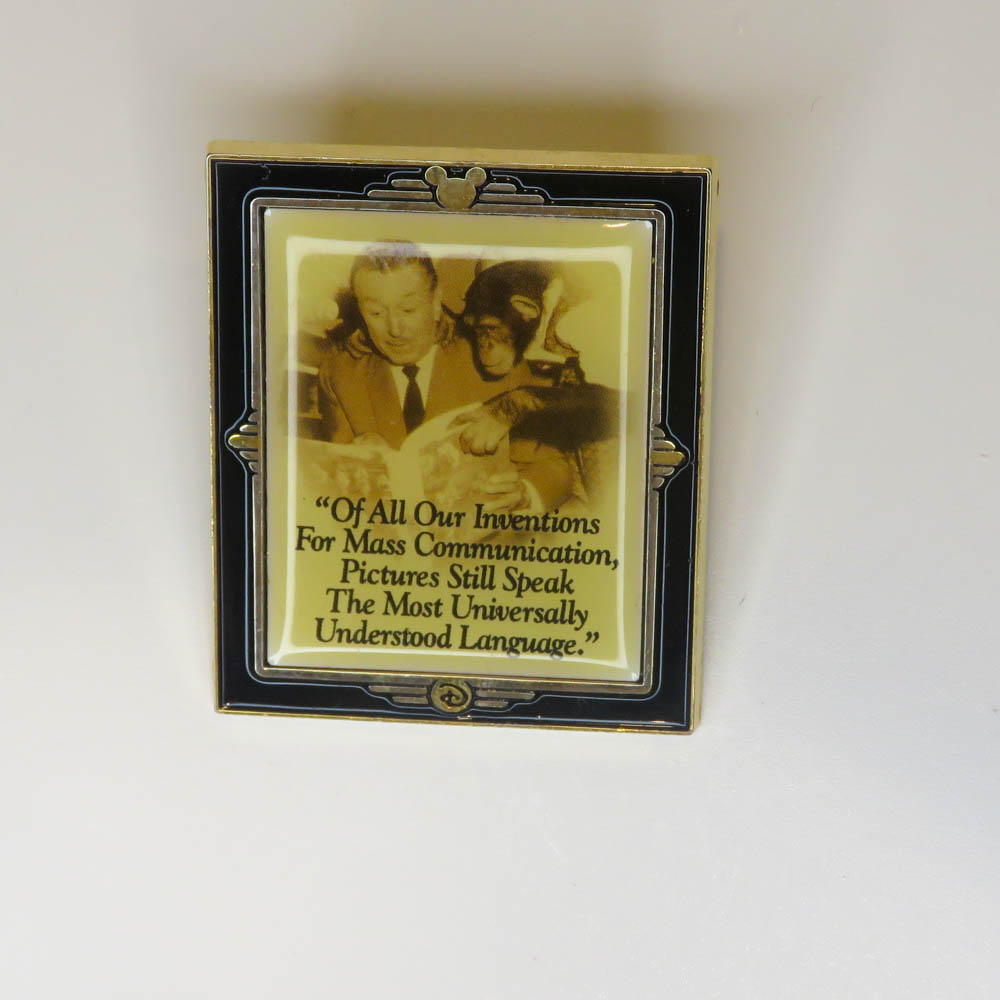 “Of All Our Inventions
For Mass Communication,
Pictures Still Speak
The Most Universally
Understood Language.”